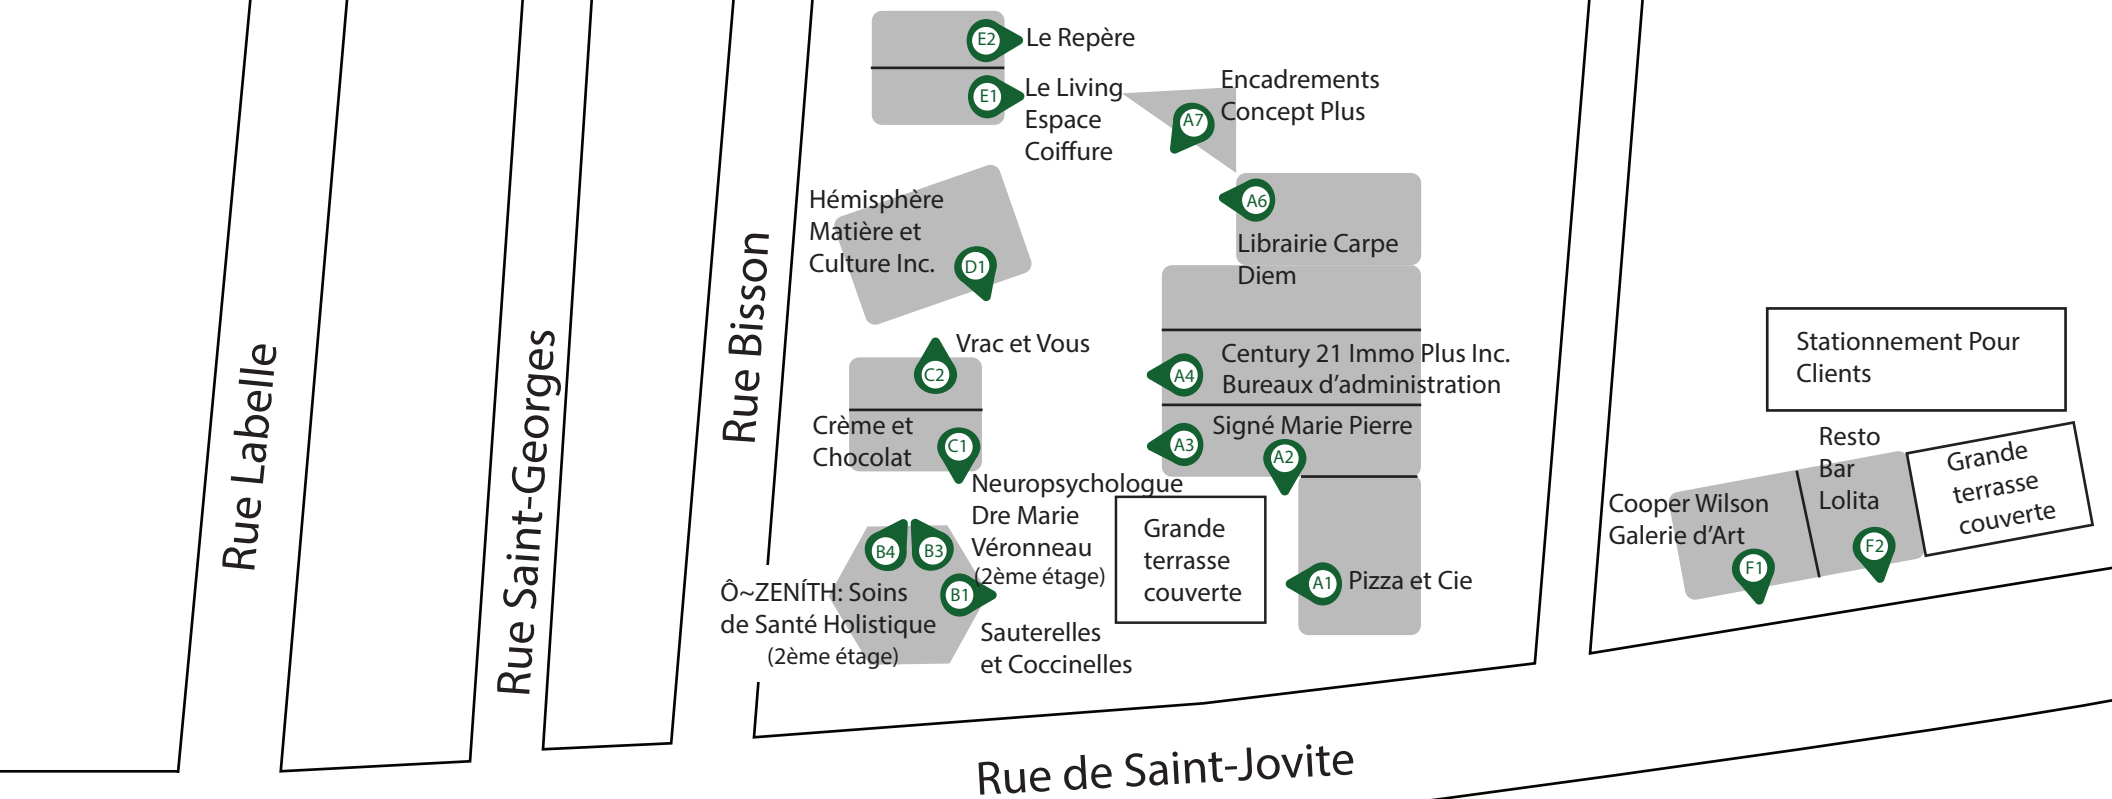 E2
Le Repère
E1
Le Living
Espace
Coiffure
A7
Encadrements
Concept Plus
Hémisphère
Matière et
Culture Inc.
D1
A6
Librairie Carpe
Diem
C2
Vrac et Vous
A4
Century 21 Immo Plus Inc.
Bureaux d’administration
Crème et
Chocolat
C1
A3
Signé Marie Pierre
A2
Neuropsychologue
Dre Marie
Véronneau
(2ème étage)
B4
B3
B1
Ô~ZENÍTH: Soins
de Santé Holistique
(2ème étage)
Sauterelles
et Coccinelles
Grande
terrasse
couverte
A1
Pizza et Cie
Stationnement Pour
Clients
Resto
Bar
Lolita
F2
Cooper Wilson
Galerie d’Art
F1
Grande
terrasse
couverte
Rue Labelle
Rue Saint-Georges
Rue Bisson
Rue de Saint-Jovite